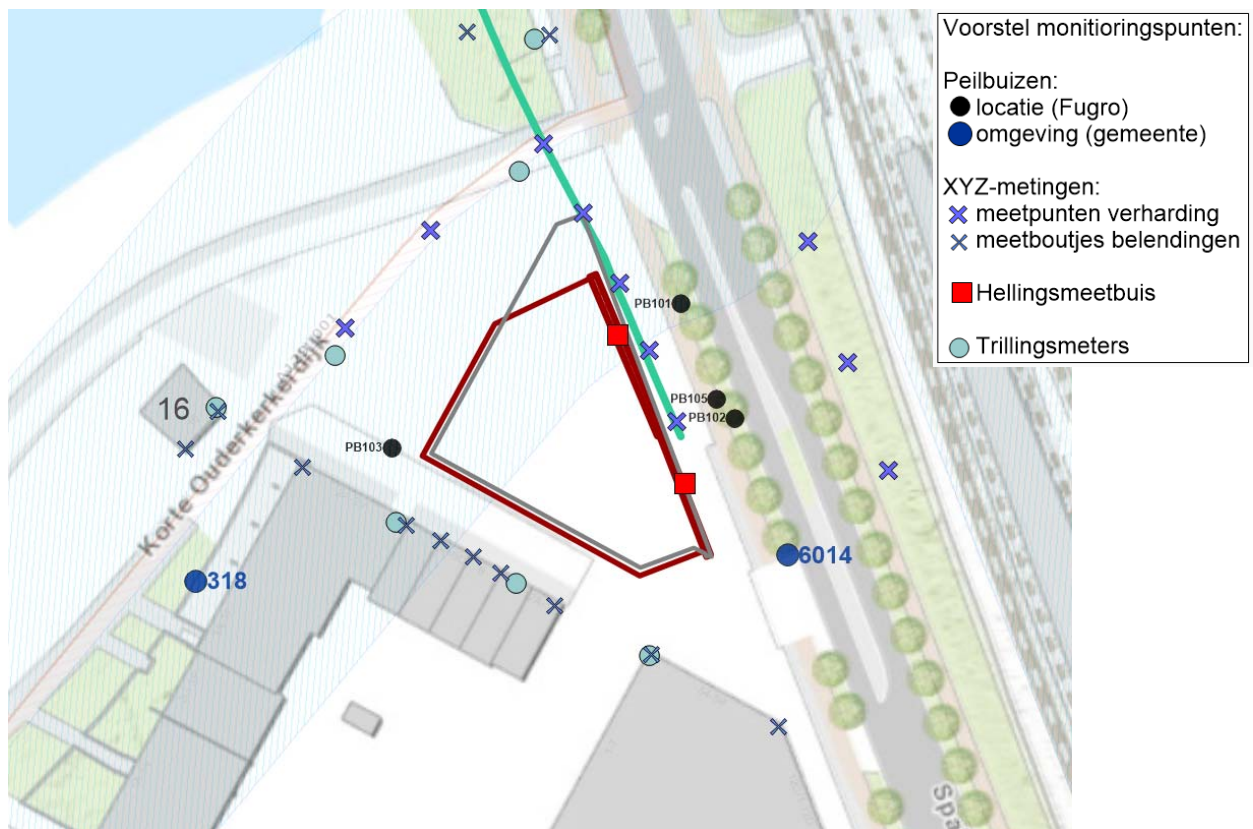 Voorstel monitioringspunten:
Peilbuizen:
locatie (Fugro)
omgeving (gemeente)
XYZ-metingen:
meetpunten verharding
meetboutjes belendingen
Hellingsmeetbuis
Trillingsmeters
PB101
PB105
PB102
PB103
16
Korte Ouderkerkerdijk
318
6014
Spa